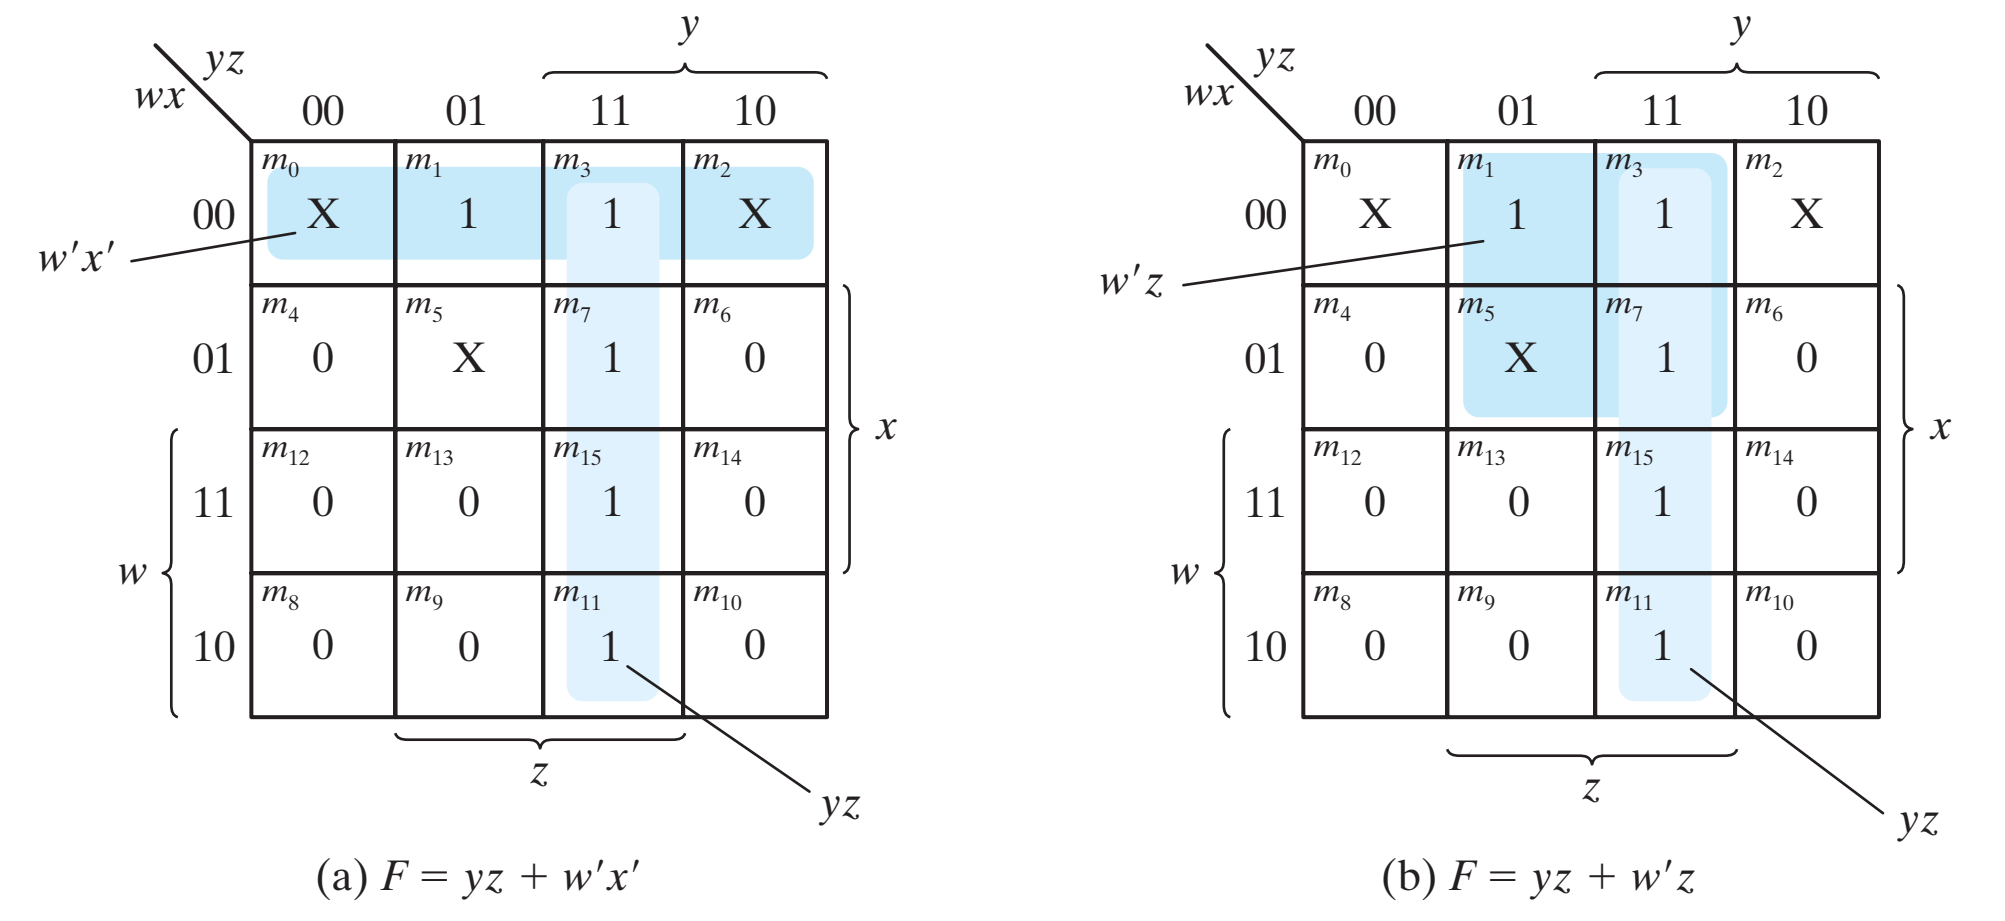 y
yz
wx
00 01 11 10
m0 m1 m3 m2
00 X 1 1 X
w′x′
m4 m5 m7 m6
01 0 X 1 0
x
m12 m13 m15 m14
11 0 0 1 0
w
m8 m9 m11 m10
10 0 0 1 0
z
yz
(a) F = yz + w′x′
y
yz
wx
00 01 11 10
m0 m1 m3 m2
00 X 1 1 X
w′z
m4 m5 m7 m6
01 0 X 1 0
x
m12 m13 m15 m14
11 0 0 1 0
w
m8 m9 m11 m10
10 0 0 1 0
z
yz
(b) F = yz + w′z